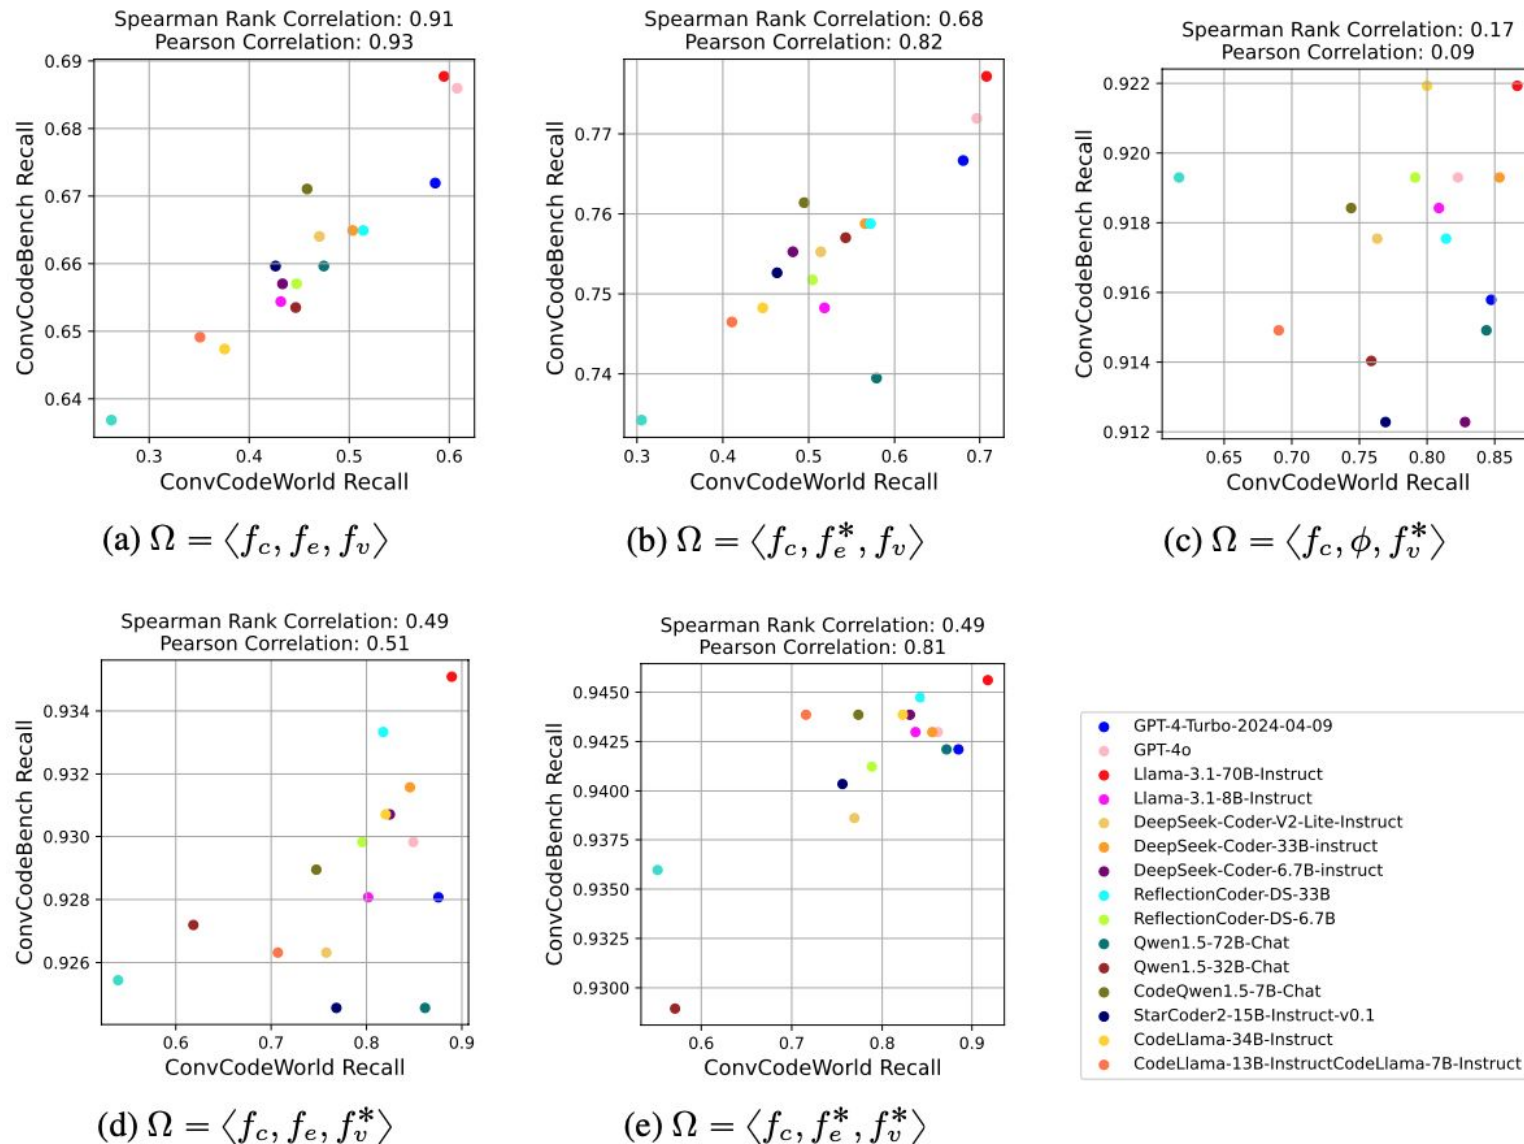 Spearman Rank Correlation: 0.91
Pearson Correlation: 0.93
0.69
0.68
0.67
0.66
0.65
0.64
ConvCodeBench Recall
0.3 0.4 0.5 0.6
ConvCodeWorld Recall
(a) Ω = ⟨f_c, f_e, f_v⟩
Spearman Rank Correlation: 0.68
Pearson Correlation: 0.82
0.77
0.76
0.75
0.74
ConvCodeBench Recall
0.3 0.4 0.5 0.6 0.7
ConvCodeWorld Recall
(b) Ω = ⟨f_c, f_e^*, f_v⟩
Spearman Rank Correlation: 0.17
Pearson Correlation: 0.09
0.922
0.920
0.918
0.916
0.914
0.912
ConvCodeBench Recall
0.65 0.70 0.75 0.80 0.85
ConvCodeWorld Recall
(c) Ω = ⟨f_c, ϕ, f_v^*⟩
Spearman Rank Correlation: 0.49
Pearson Correlation: 0.51
0.934
0.932
0.930
0.928
0.926
ConvCodeBench Recall
0.6 0.7 0.8 0.9
ConvCodeWorld Recall
(d) Ω = ⟨f_c, f_e, f_v^*⟩
Spearman Rank Correlation: 0.49
Pearson Correlation: 0.81
0.9450
0.9425
0.9400
0.9375
0.9350
0.9325
0.9300
ConvCodeBench Recall
0.6 0.7 0.8 0.9
ConvCodeWorld Recall
(e) Ω = ⟨f_c, f_e^*, f_v^*⟩
GPT-4-Turbo-2024-04-09
GPT-4o
Llama-3.1-70B-Instruct
Llama-3.1-8B-Instruct
DeepSeek-Coder-V2-Lite-Instruct
DeepSeek-Coder-33B-instruct
DeepSeek-Coder-6.7B-instruct
ReflectionCoder-DS-33B
ReflectionCoder-DS-6.7B
Qwen1.5-72B-Chat
Qwen1.5-32B-Chat
CodeQwen1.5-7B-Chat
StarCoder2-15B-Instruct-v0.1
CodeLlama-34B-Instruct
CodeLlama-13B-InstructCodeLlama-7B-Instruct